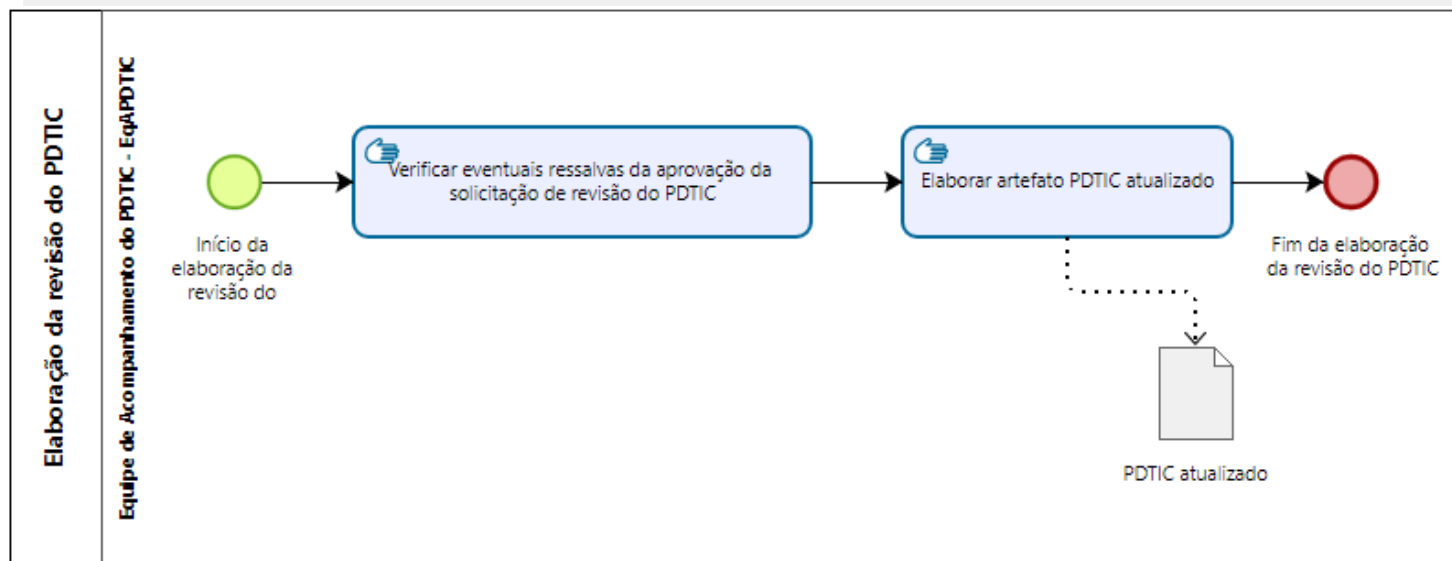 Elaboração da revisão do PDTIC
Equipe de Acompanhamento do PDTIC - EqAPDTIC
Início da
elaboração da
revisão do
Verificar eventuais ressalvas da aprovação da
solicitação de revisão do PDTIC
Elaborar artefato PDTIC atualizado
Fim da elaboração
da revisão do PDTIC
PDTIC atualizado